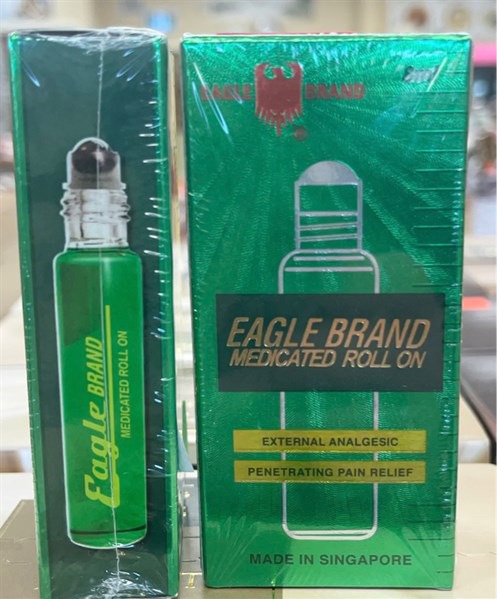 Eagle BRAND
MEDICATED ROLL ON
EAGLE BRAND
8ml
EAGLE BRAND
MEDICATED ROLL ON
EXTERNAL ANALGESIC
PENETRATING PAIN RELIEF
MADE IN SINGAPORE